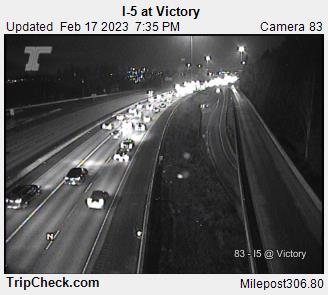 I-5 at Victory
Updated Feb 17 2023 7:35 PM Camera 83
T
N
83 - I5 @ Victory
TripCheck.com Milepost306.80